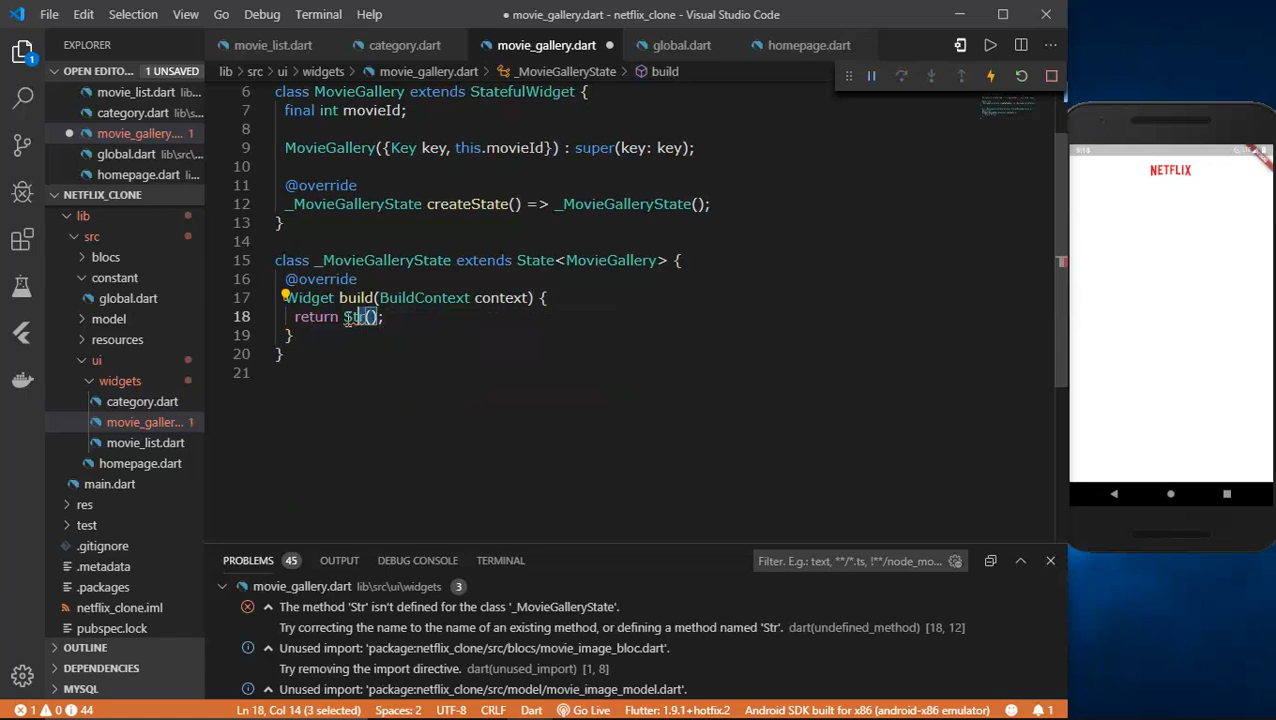 File Edit Selection View Go Debug Terminal Help
● movie_gallery.dart - netflix_clone - Visual Studio Code
EXPLORER
movie_list.dart
category.dart
movie_gallery.dart
global.dart
homepage.dart
OPEN EDITO... 1 UNSAVED
lib > src > ui > widgets > movie_gallery.dart > _MovieGalleryState > build
movie_list.dart lib...
category.dart lib\s...
movie_gallery.... 1
global.dart lib\src\...
homepage.dart lib...
NETFLIX_CLONE
lib
src
blocs
constant
global.dart
model
resources
ui
widgets
category.dart
movie_galler... 1
movie_list.dart
homepage.dart
main.dart
res
test
.gitignore
.metadata
.packages
netflix_clone.iml
pubspec.lock
OUTLINE
DEPENDENCIES
MYSQL
6 class MovieGallery extends StatefulWidget {
7 final int movieId;
8
9 MovieGallery({Key key, this.movieId}) : super(key: key);
10
11 @override
12 _MovieGalleryState createState() => _MovieGalleryState();
13 }
14
15 class _MovieGalleryState extends State<MovieGallery> {
16 @override
17 Widget build(BuildContext context) {
18 return Str();
19 }
20 }
21
PROBLEMS 45 OUTPUT DEBUG CONSOLE TERMINAL
Filter. E.g.: text, **/*.ts, !**/node_mo...
movie_gallery.dart lib\src\ui\widgets 3
The method 'Str' isn't defined for the class '_MovieGalleryState'.
Try correcting the name to the name of an existing method, or defining a method named 'Str'. dart(undefined_method) [18, 12]
Unused import: 'package:netflix_clone/src/blocs/movie_image_bloc.dart'.
Try removing the import directive. dart(unused_import) [1, 8]
Unused import: 'package:netflix_clone/src/model/movie_image_model.dart'.
1 0 44
Ln 18, Col 14 (3 selected) Spaces: 2 UTF-8 CRLF Dart Go Live Flutter: 1.9.1+hotfix.2 Android SDK built for x86 (android-x86 emulator) 1
NETFLIX